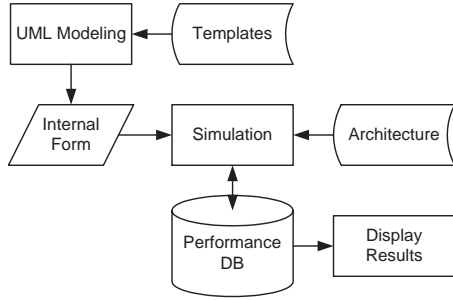 UML Modeling
Templates
Internal
Form
Simulation
Architecture
Performance
DB
Display
Results